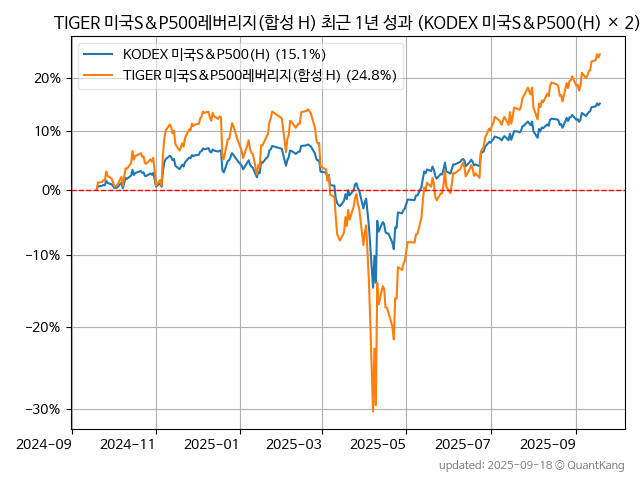 TIGER 미국S&P500레버리지(합성 H) 최근 1년 성과 (KODEX 미국S&P500(H) × 2)
KODEX 미국S&P500(H) (15.1%)
TIGER 미국S&P500레버리지(합성 H) (24.8%)
20%
10%
0%
−10%
−20%
−30%
2024-09 2024-11 2025-01 2025-03 2025-05 2025-07 2025-09
updated: 2025-09-18 © QuantKang